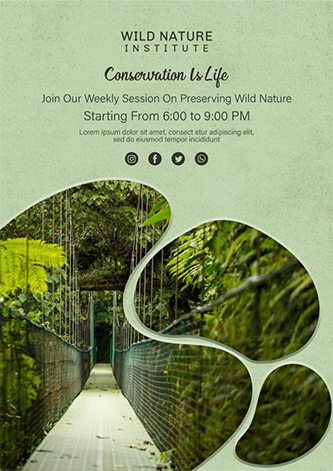 WILD NATURE
INSTITUTE
Conservation Is Life
Join Our Weekly Session On Preserving Wild Nature
Starting From 6:00 to 9:00 PM
Lorem ipsum dolor sit amet, consect etur adipiscing elit,
sed do eiusmod tempor incididunt